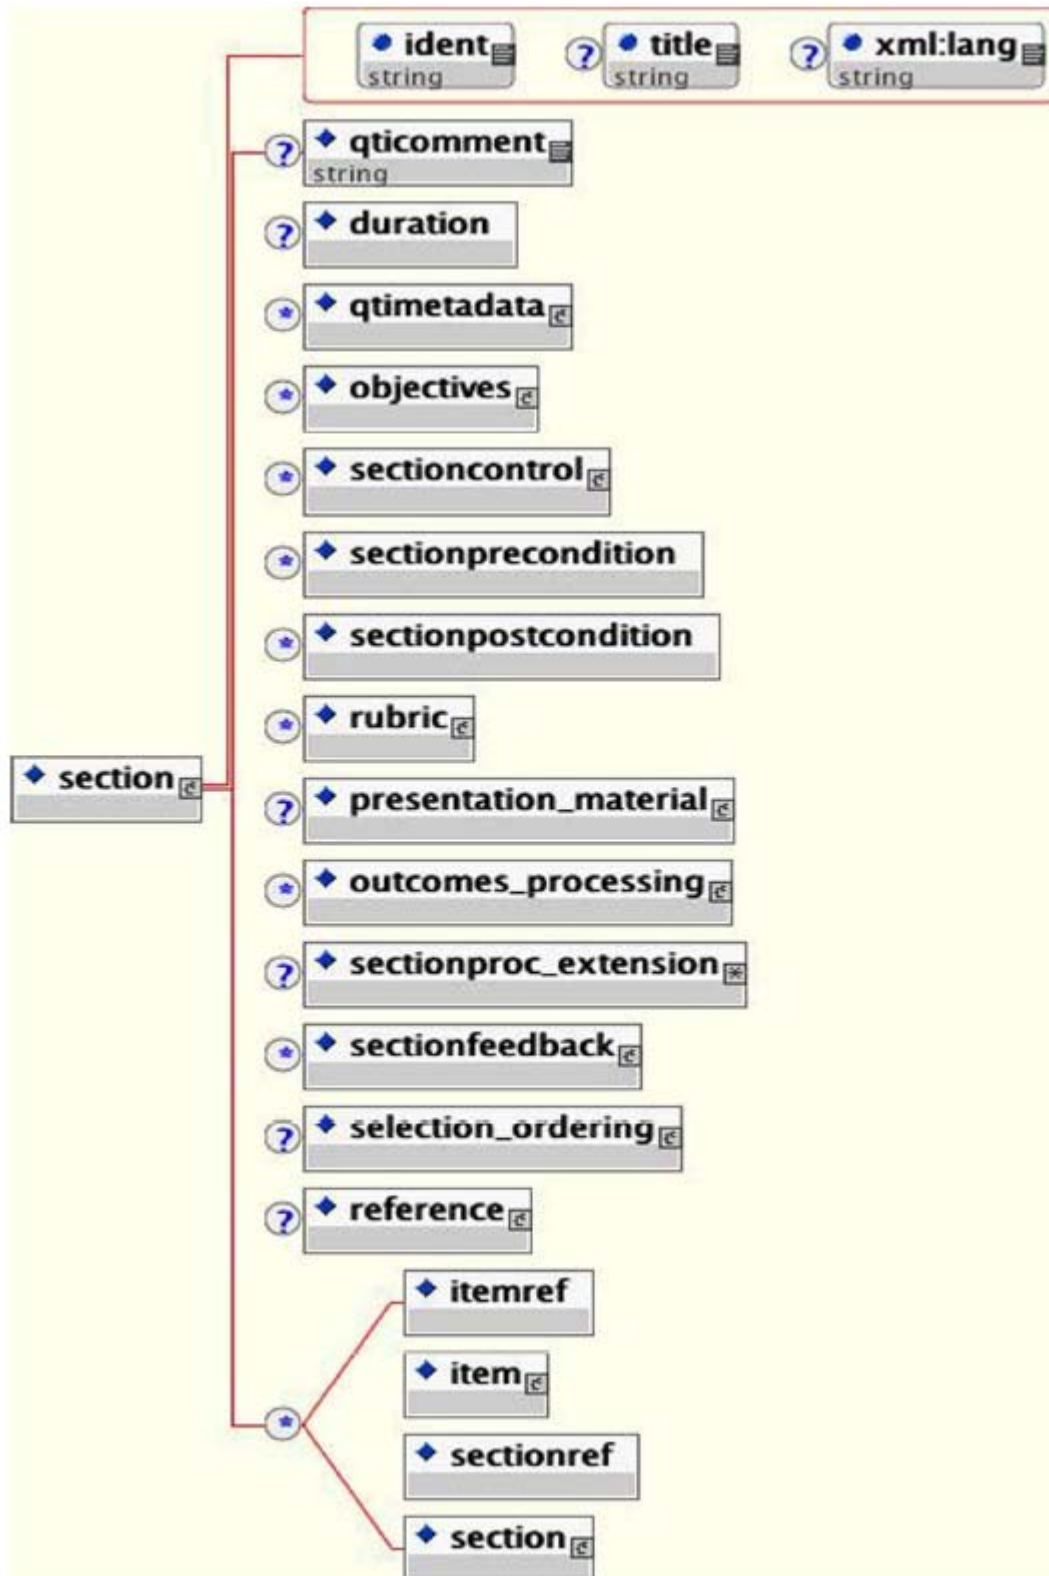 ident ? title ? xml:lang
string string string
? qticomment
string
? duration
* qtimetadata
* objectives
* sectioncontrol
* sectionprecondition
* sectionpostcondition
* rubric
section
? presentation_material
* outcomes_processing
? sectionproc_extension
* sectionfeedback
? selection_ordering
? reference
itemref
item
*
sectionref
section